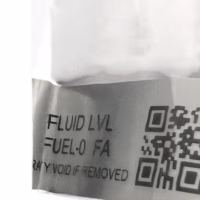 FLUID LVL
FUEL-0 FA
VOID IF REMOVED